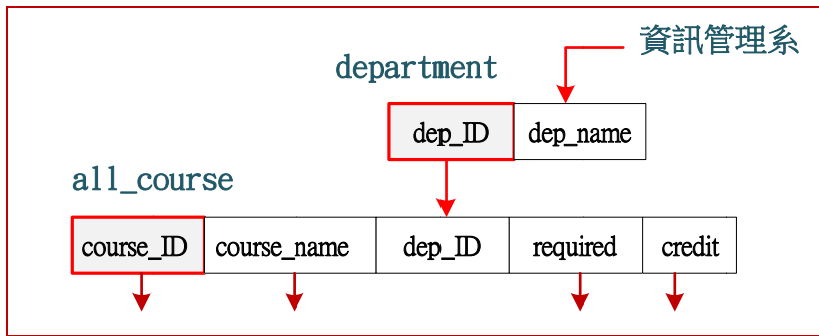 資訊管理系
department
dep_ID dep_name
all_course
course_ID course_name dep_ID required credit